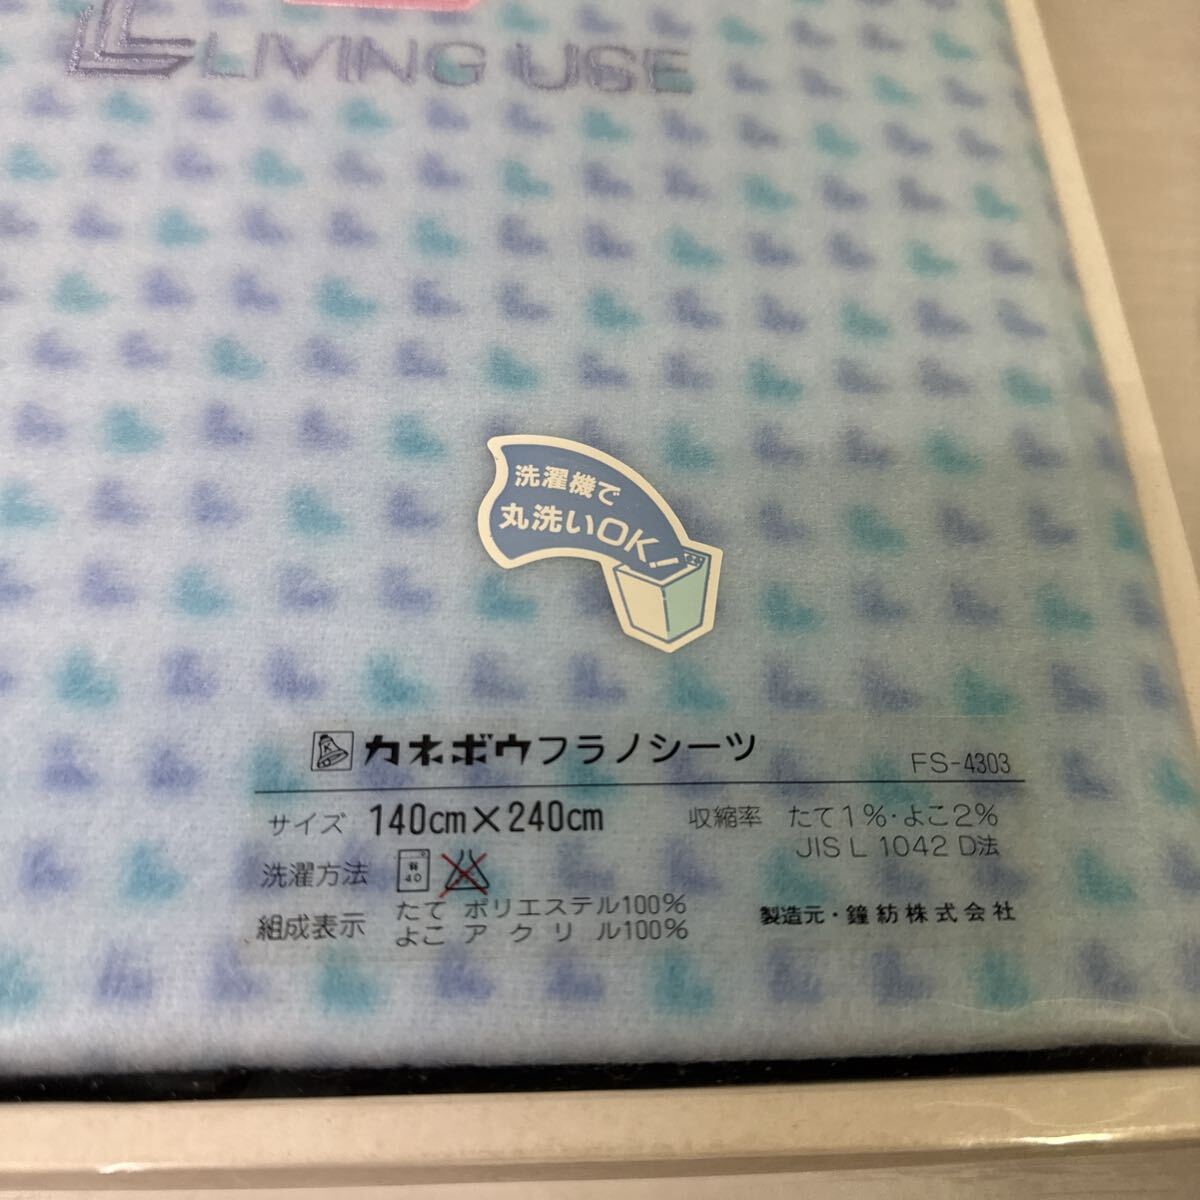 LIVING USE
洗濯機で
丸洗いOK!
カネボウフラノシーツ FS-4303
サイズ 140cm×240cm 収縮率 たて1%・よこ2%
JIS L 1042 D法
洗濯方法 弱 40
組成表示 たて ポリエステル100%
よこ アクリル100%
製造元・鐘紡株式会社